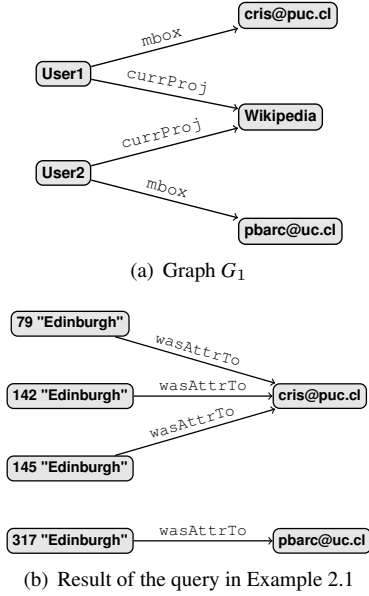 cris@puc.cl
mbox
User1
currProj
Wikipedia
currProj
User2
mbox
pbarc@uc.cl
(a) Graph G1
79 "Edinburgh"
wasAttrTo
142 "Edinburgh"
wasAttrTo
cris@puc.cl
wasAttrTo
145 "Edinburgh"
317 "Edinburgh"
wasAttrTo
pbarc@uc.cl
(b) Result of the query in Example 2.1